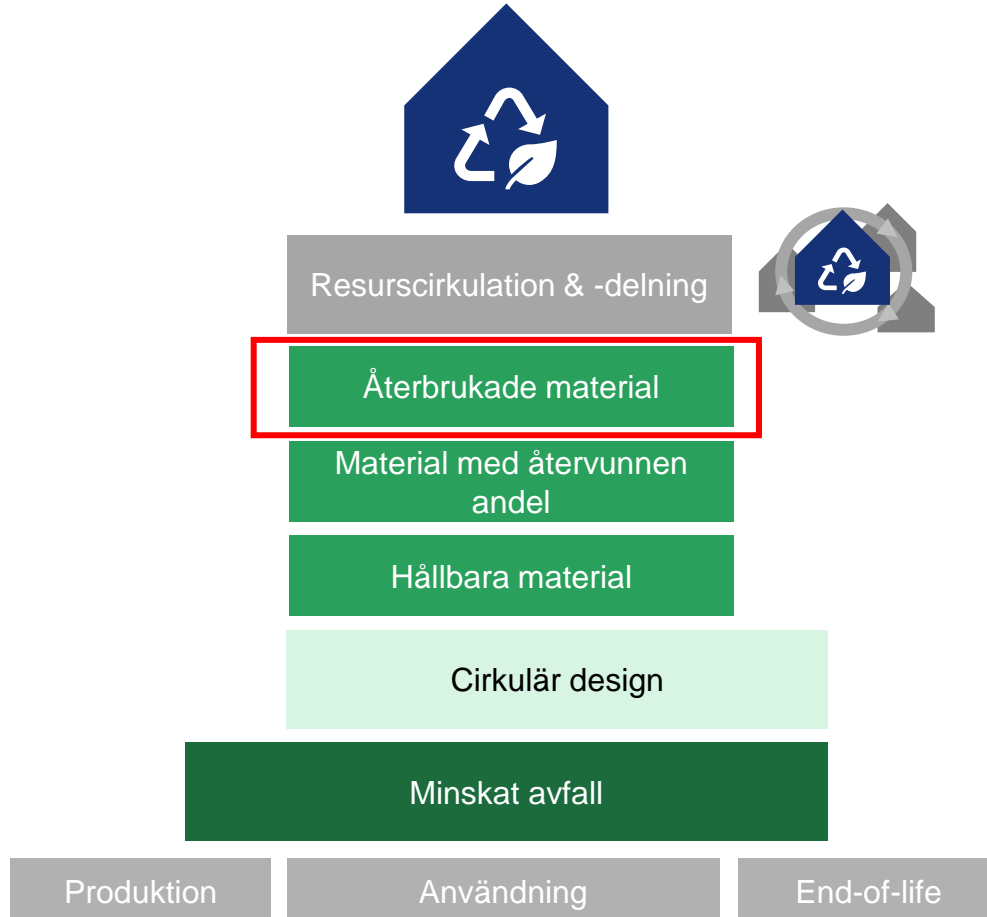 Resurscirkulation & -delning
Återbrukade material
Material med återvunnen
andel
Hållbara material
Cirkulär design
Minskat avfall
Produktion
Användning
End-of-life